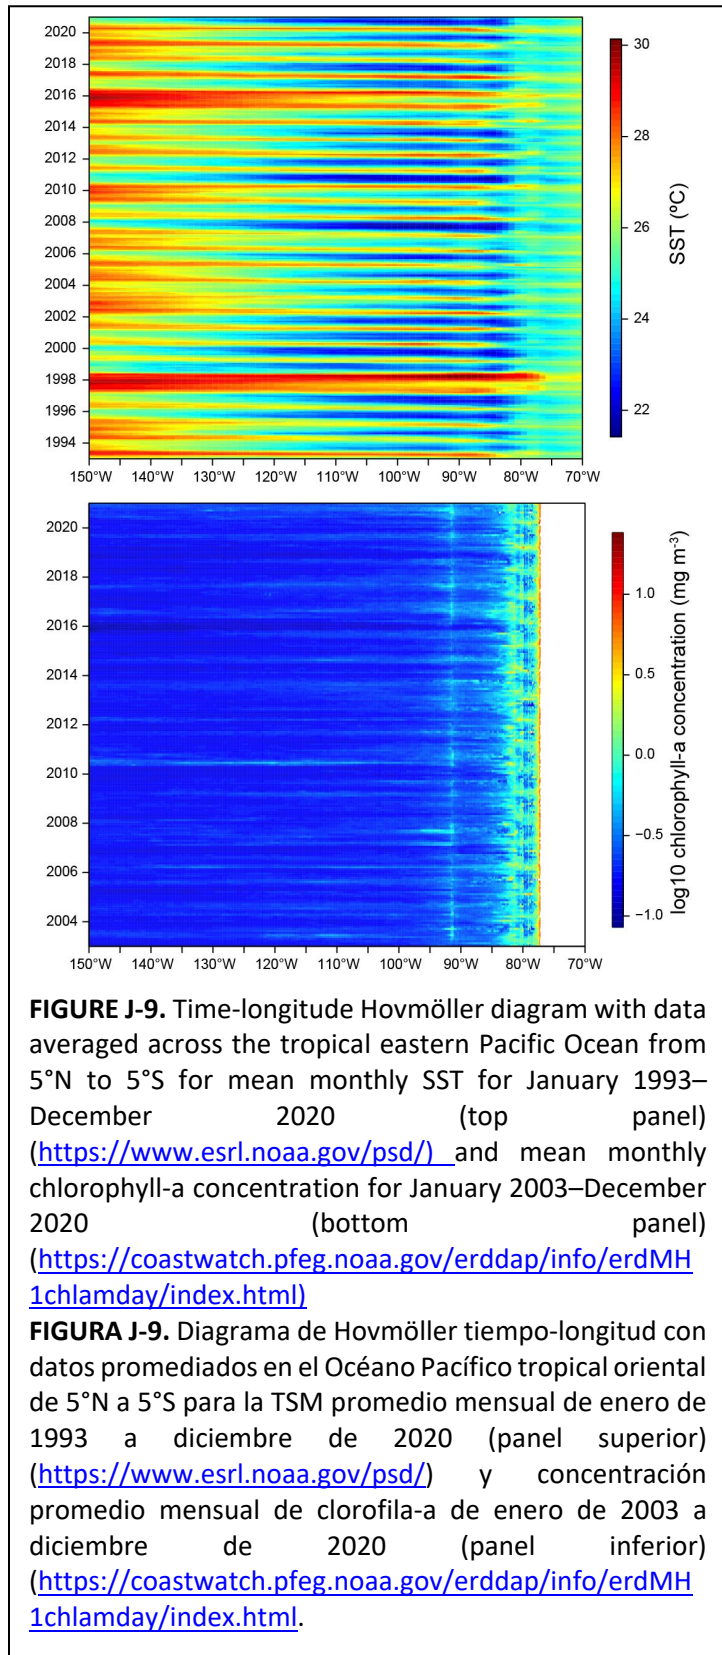 2020
2018
2016
2014
2012
2010
2008
2006
2004
2002
2000
1998
1996
1994
150°W 140°W 130°W 120°W 110°W 100°W 90°W 80°W 70°W
30
28
26
24
22
SST (ºC)
2020
2018
2016
2014
2012
2010
2008
2006
2004
150°W 140°W 130°W 120°W 110°W 100°W 90°W 80°W 70°W
1.0
0.5
0.0
−0.5
−1.0
log10 chlorophyll-a concentration (mg m⁻³)
FIGURE J-9. Time-longitude Hovmöller diagram with data
averaged across the tropical eastern Pacific Ocean from
5°N to 5°S for mean monthly SST for January 1993–
December 2020 (top panel)
(https://www.esrl.noaa.gov/psd/) and mean monthly
chlorophyll-a concentration for January 2003–December
2020 (bottom panel)
(https://coastwatch.pfeg.noaa.gov/erddap/info/erdMH
1chlamday/index.html)
FIGURA J-9. Diagrama de Hovmöller tiempo-longitud con
datos promediados en el Océano Pacífico tropical oriental
de 5°N a 5°S para la TSM promedio mensual de enero de
1993 a diciembre de 2020 (panel superior)
(https://www.esrl.noaa.gov/psd/) y concentración
promedio mensual de clorofila-a de enero de 2003 a
diciembre de 2020 (panel inferior)
(https://coastwatch.pfeg.noaa.gov/erddap/info/erdMH
1chlamday/index.html.